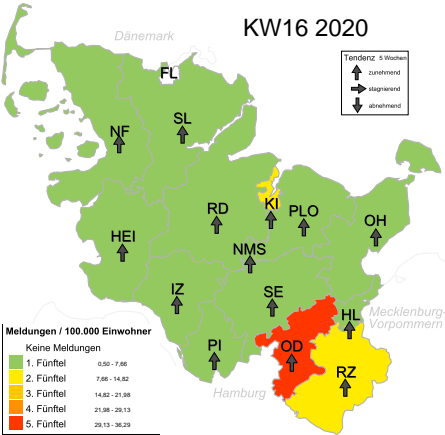 KW16 2020
Dänemark
Tendenz 5 Wochen
zunehmend
stagnierend
abnehmend
FL
NF
SL
RD
KI
PLO
OH
HEI
NMS
IZ
SE
HL
Mecklenburg-
Vorpommern
PI
OD
RZ
Hamburg
Meldungen / 100.000 Einwohner
Keine Meldungen
1. Fünftel 0,50 - 7,66
2. Fünftel 7,66 - 14,82
3. Fünftel 14,82 - 21,98
4. Fünftel 21,98 - 29,13
5. Fünftel 29,13 - 36,29